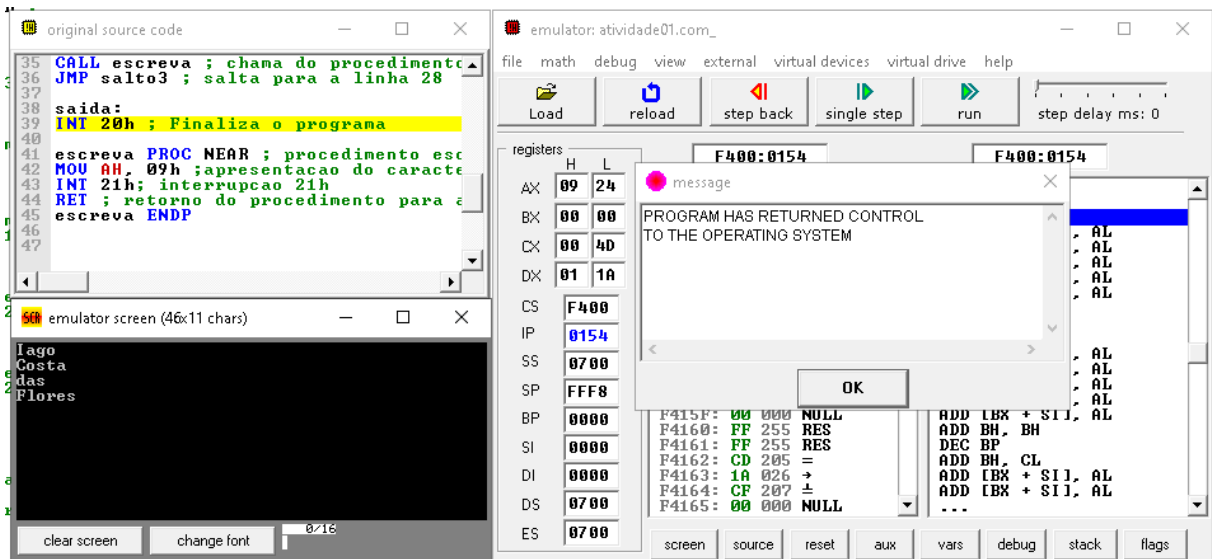 original source code
35 CALL escreva ; chama do procedimento
36 JMP salto3 ; salta para a linha 28
37
38 saida:
39 INT 20h ; Finaliza o programa
40
41 escreva PROC NEAR ; procedimento esc
42 MOV AH, 09h ;apresentacao do caracte
43 INT 21h; interrupcao 21h
44 RET ; retorno do procedimento para a
45 escreva ENDP
46
47
SCR emulator screen (46x11 chars)
Iago
Costa
das
Flores
clear screen change font 0/16
emulator: atividade01.com_
file math debug view external virtual devices virtual drive help
Load reload step back single step run step delay ms: 0
registers F400:0154 F400:0154
H L
AX 09 24
BX 00 00
CX 00 4D
DX 01 1A
CS F400
IP 0154
SS 0700
SP FFF8
BP 0000
SI 0000
DI 0000
DS 0700
ES 0700
message
PROGRAM HAS RETURNED CONTROL
TO THE OPERATING SYSTEM
OK
, AL
, AL
, AL
, AL
, AL
, AL
, AL
, AL
, AL
F415F: 00 000 NULL ADD [BX + SI], AL
F4160: FF 255 RES ADD BH, BH
F4161: FF 255 RES DEC BP
F4162: CD 205 = ADD BH, CL
F4163: 1A 026 → ADD [BX + SI], AL
F4164: CF 207 ╧ ADD [BX + SI], AL
F4165: 00 000 NULL ...
screen source reset aux vars debug stack flags